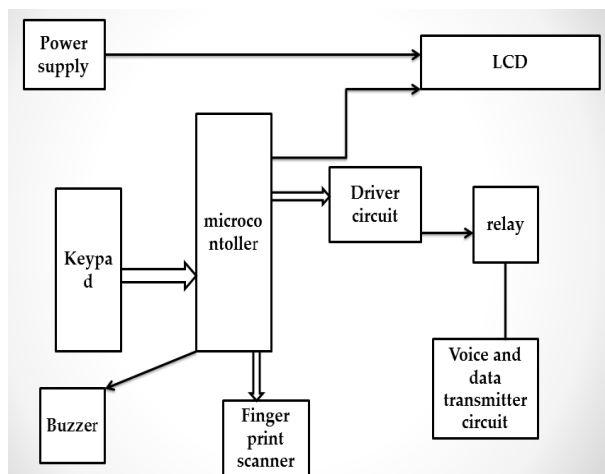 Power
supply
LCD
microco
ntoller
Driver
circuit
relay
Keypa
d
Voice and
data
transmitter
circuit
Buzzer
Finger
print
scanner